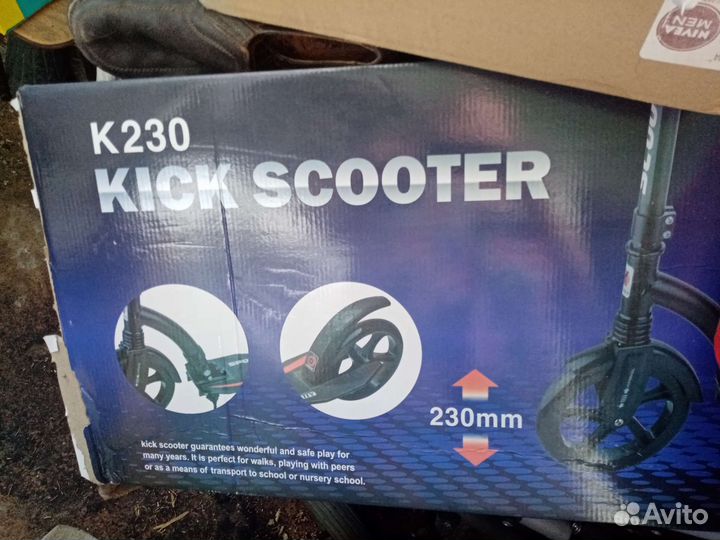 NIVEA
MEN
K230
KICK SCOOTER
230mm
kick scooter guarantees wonderful and safe play for
many years. It is perfect for walks, playing with peers
or as a means of transport to school or nursery school.
Avito